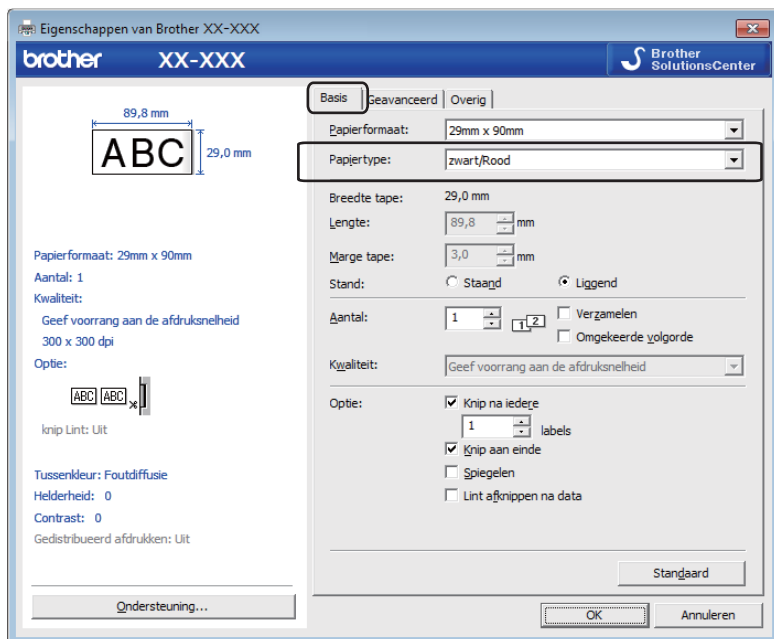 Eigenschappen van Brother XX-XXX
brother XX-XXX
Brother
SolutionsCenter
89,8 mm
ABC
29,0 mm
Papierformaat: 29mm x 90mm
Aantal: 1
Kwaliteit:
Geef voorrang aan de afdruksnelheid
300 x 300 dpi
Optie:
ABC ABC
knip Lint: Uit
Tussenkleur: Foutdiffusie
Helderheid: 0
Contrast: 0
Gedistribueerd afdrukken: Uit
Ondersteuning...
Basis Geavanceerd Overig
Papierformaat: 29mm x 90mm
Papiertype: zwart/Rood
Breedte tape: 29,0 mm
Lengte: 89,8 mm
Marge tape: 3,0 mm
Stand: Staand Liggend
Aantal: 1 1 2 Verzamelen
Omgekeerde volgorde
Kwaliteit: Geef voorrang aan de afdruksnelheid
Optie: Knip na iedere
1 labels
Knip aan einde
Spiegelen
Lint afknippen na data
Standaard
OK Annuleren